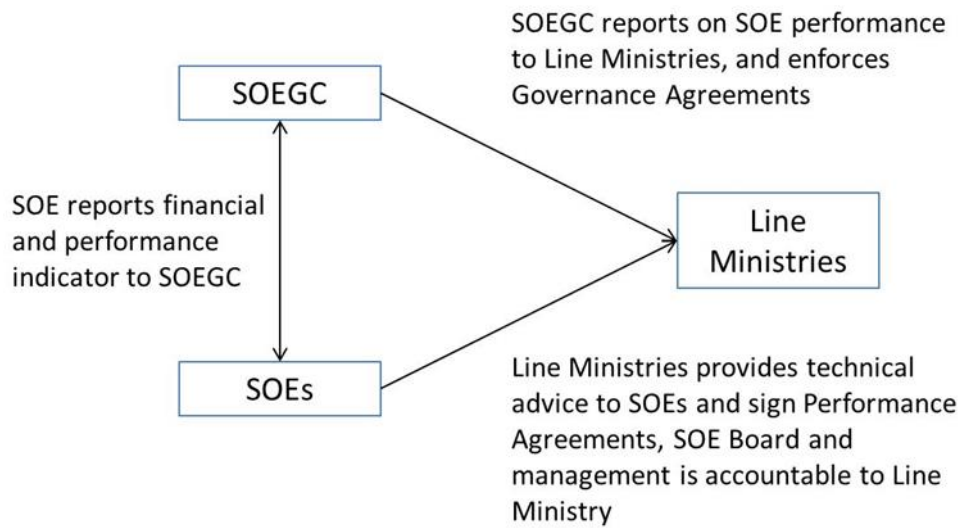 SOEGC reports on SOE performance
to Line Ministries, and enforces
Governance Agreements
SOEGC
SOE reports financial
and performance
indicator to SOEGC
Line
Ministries
SOEs
Line Ministries provides technical
advice to SOEs and sign Performance
Agreements, SOE Board and
management is accountable to Line
Ministry